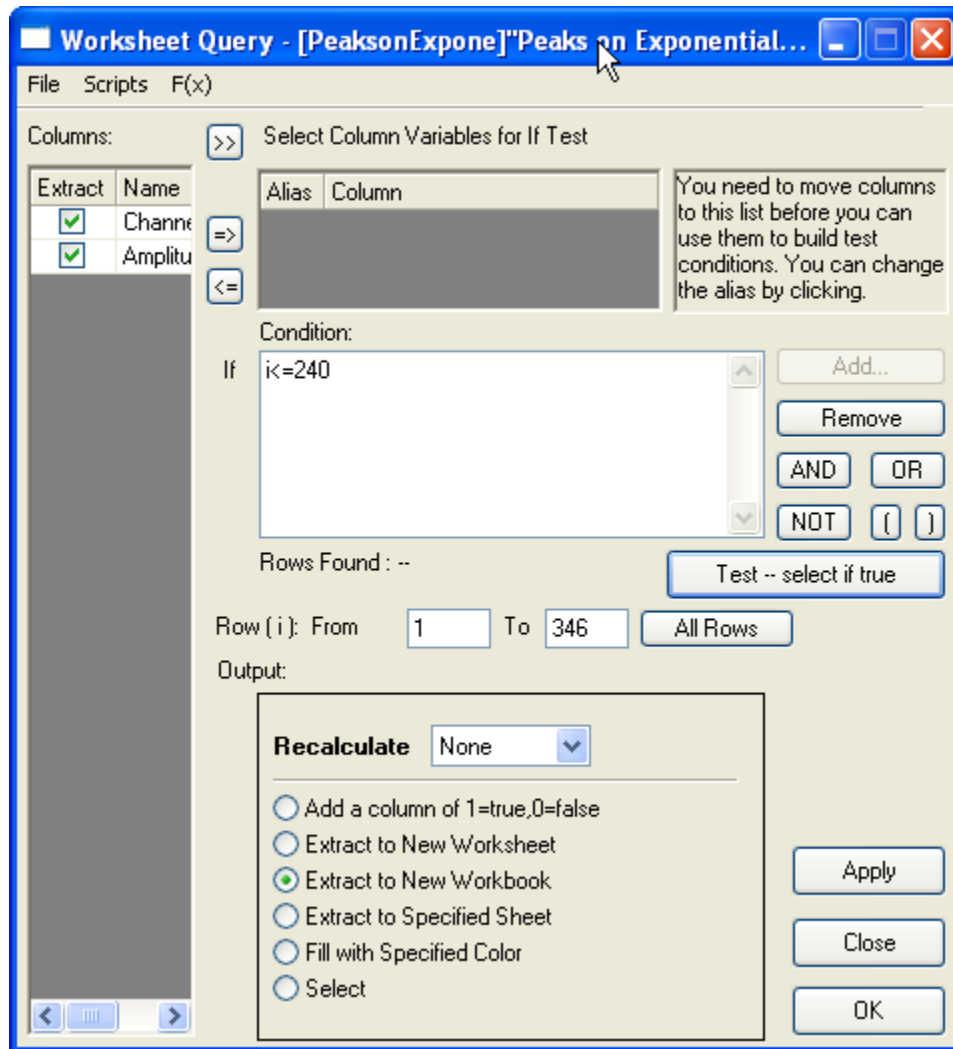 Worksheet Query - [PeaksonExpone]"Peaks on Exponential...
File Scripts F(x)
Columns:
>> Select Column Variables for If Test
Extract Name
Channe
Amplitu
Alias Column
=>
<=
You need to move columns
to this list before you can
use them to build test
conditions. You can change
the alias by clicking.
Condition:
If i<=240
Add...
Remove
AND OR
NOT ( )
Rows Found : --
Test -- select if true
Row ( i ): From 1 To 346 All Rows
Output:
Recalculate None
Add a column of 1=true,0=false
Extract to New Worksheet
Extract to New Workbook
Extract to Specified Sheet
Fill with Specified Color
Select
Apply
Close
OK